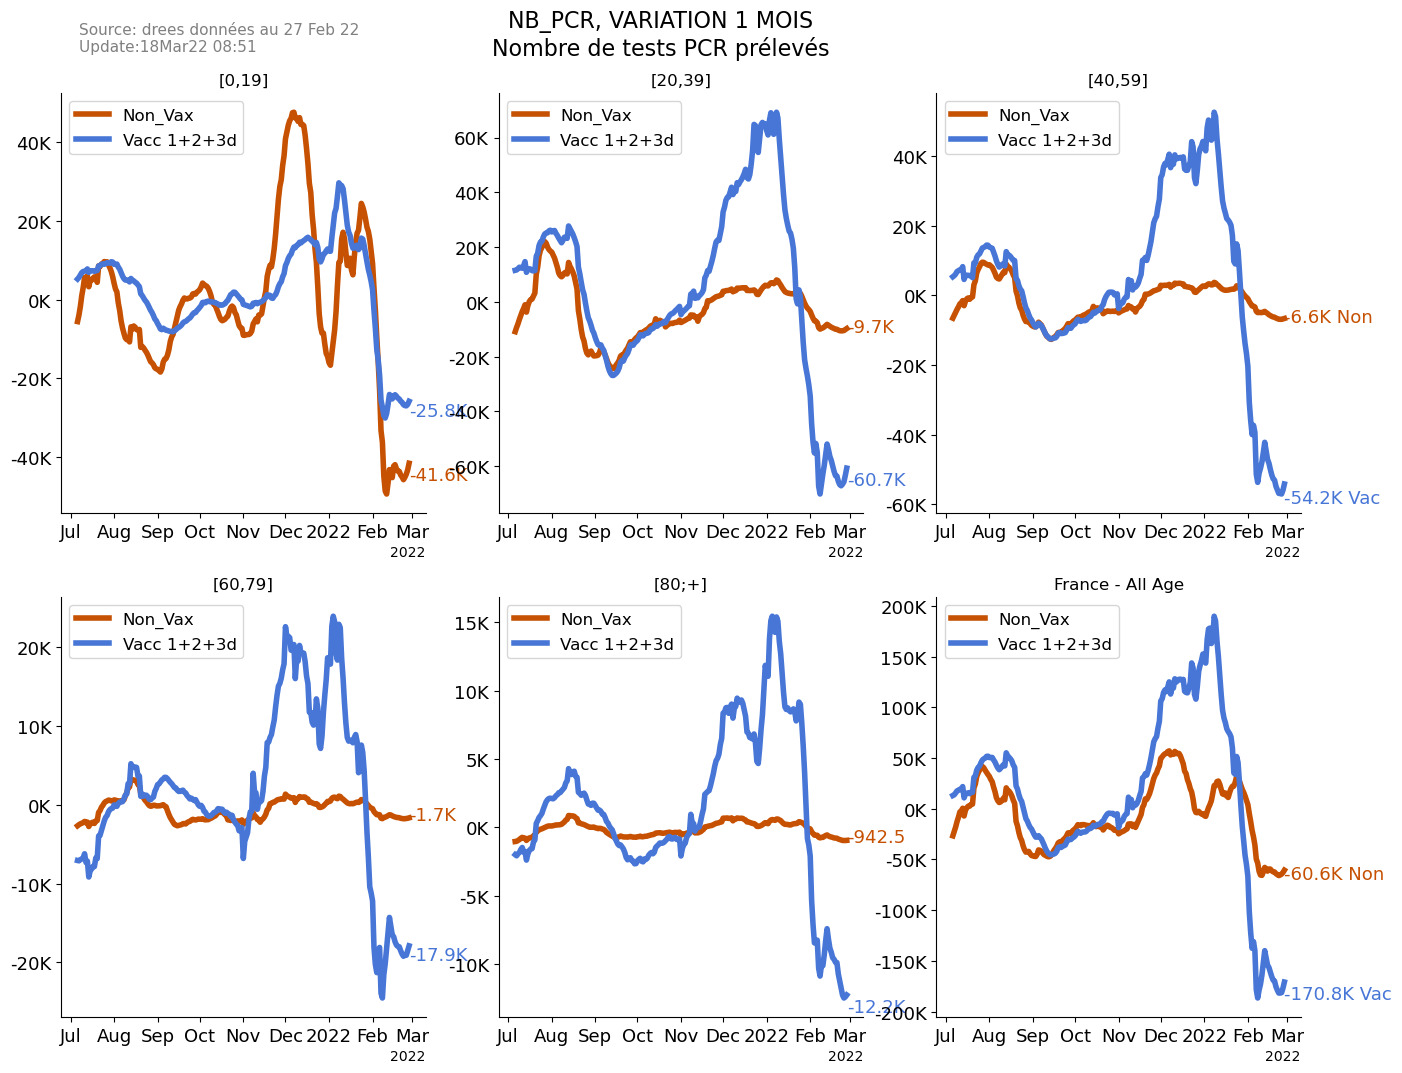 Source: drees données au 27 Feb 22
Update:18Mar22 08:51
NB_PCR, VARIATION 1 MOIS
Nombre de tests PCR prélevés
[0,19]
Non_Vax
Vacc 1+2+3d
40K
20K
0K
-20K
-40K
-25.8K
-41.6K
Jul Aug Sep Oct Nov Dec 2022 Feb Mar
2022
[20,39]
Non_Vax
Vacc 1+2+3d
60K
40K
20K
0K
-20K
-40K
-60K
-9.7K
-60.7K
Jul Aug Sep Oct Nov Dec 2022 Feb Mar
2022
[40,59]
Non_Vax
Vacc 1+2+3d
40K
20K
0K
-20K
-40K
-60K
-6.6K Non
-54.2K Vac
Jul Aug Sep Oct Nov Dec 2022 Feb Mar
2022
[60,79]
Non_Vax
Vacc 1+2+3d
20K
10K
0K
-10K
-20K
-1.7K
-17.9K
Jul Aug Sep Oct Nov Dec 2022 Feb Mar
2022
[80;+]
Non_Vax
Vacc 1+2+3d
15K
10K
5K
0K
-5K
-10K
-942.5
-12.2K
Jul Aug Sep Oct Nov Dec 2022 Feb Mar
2022
France - All Age
Non_Vax
Vacc 1+2+3d
200K
150K
100K
50K
0K
-50K
-100K
-150K
-200K
-60.6K Non
-170.8K Vac
Jul Aug Sep Oct Nov Dec 2022 Feb Mar
2022